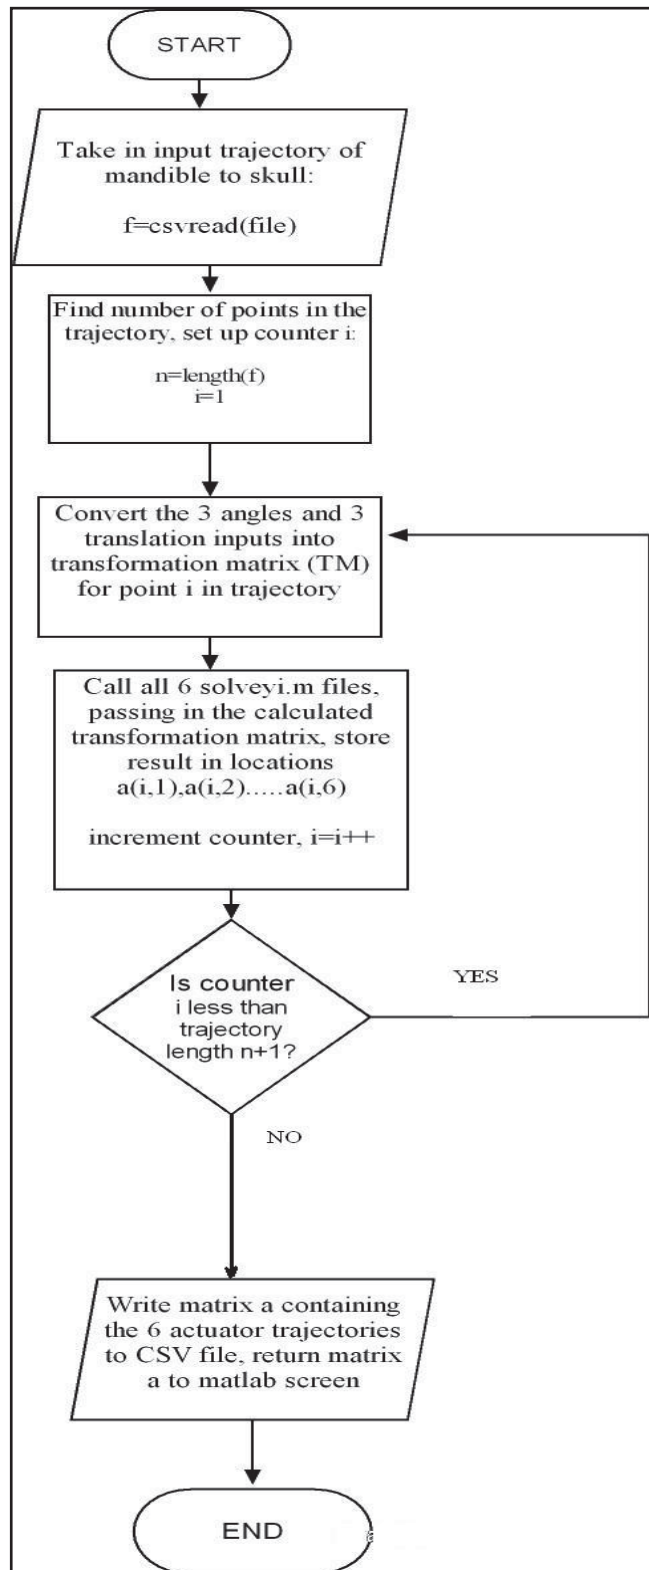 START
Take in input trajectory of
mandible to skull:
f=csvread(file)
Find number of points in the
trajectory, set up counter i:
n=length(f)
i=1
Convert the 3 angles and 3
translation inputs into
transformation matrix (TM)
for point i in trajectory
Call all 6 solveyi.m files,
passing in the calculated
transformation matrix, store
result in locations
a(i,1),a(i,2).....a(i,6)
increment counter, i=i++
Is counter
i less than
trajectory
length n+1?
YES
NO
Write matrix a containing
the 6 actuator trajectories
to CSV file, return matrix
a to matlab screen
END